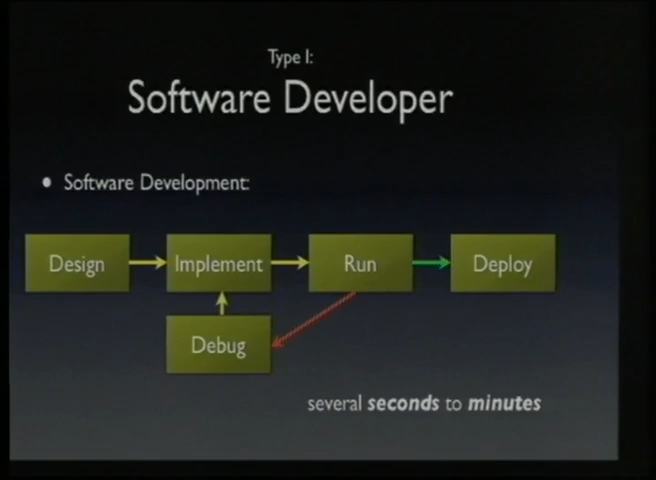 Type I:
Software Developer
• Software Development:
Design
Implement
Run
Deploy
Debug
several seconds to minutes